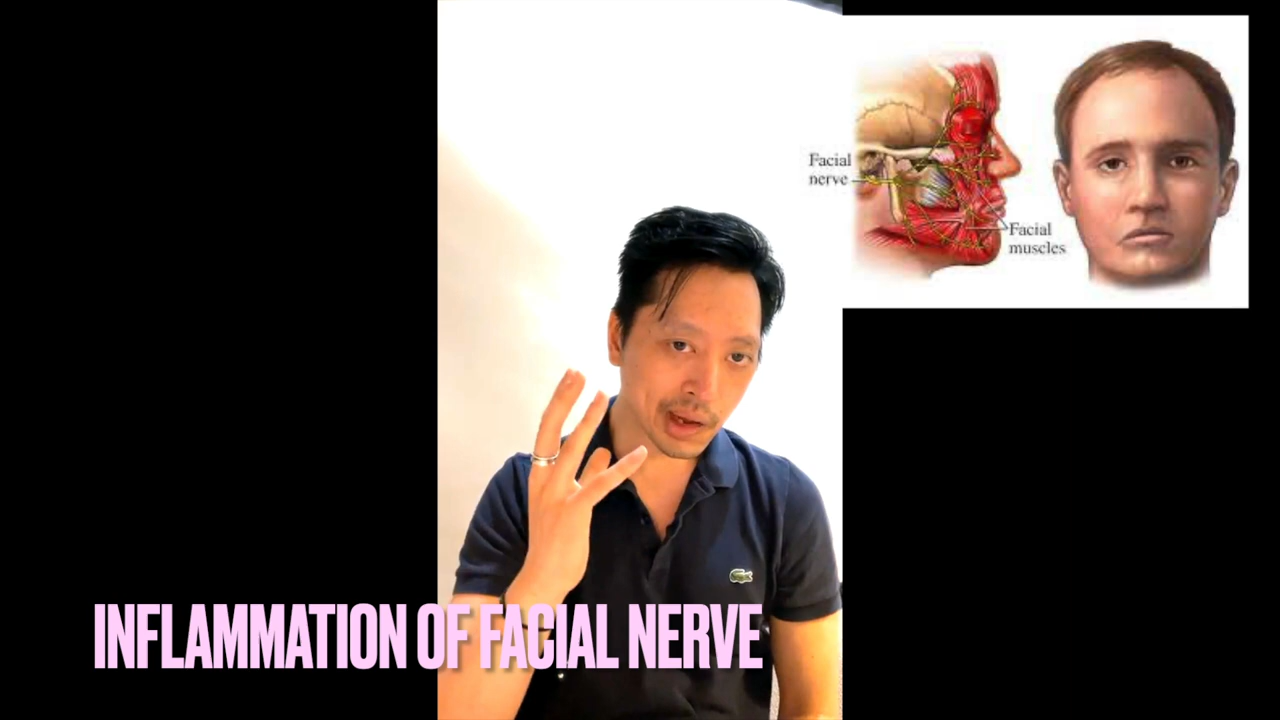 Facial
nerve
Facial
muscles
INFLAMMATION OF FACIAL NERVE